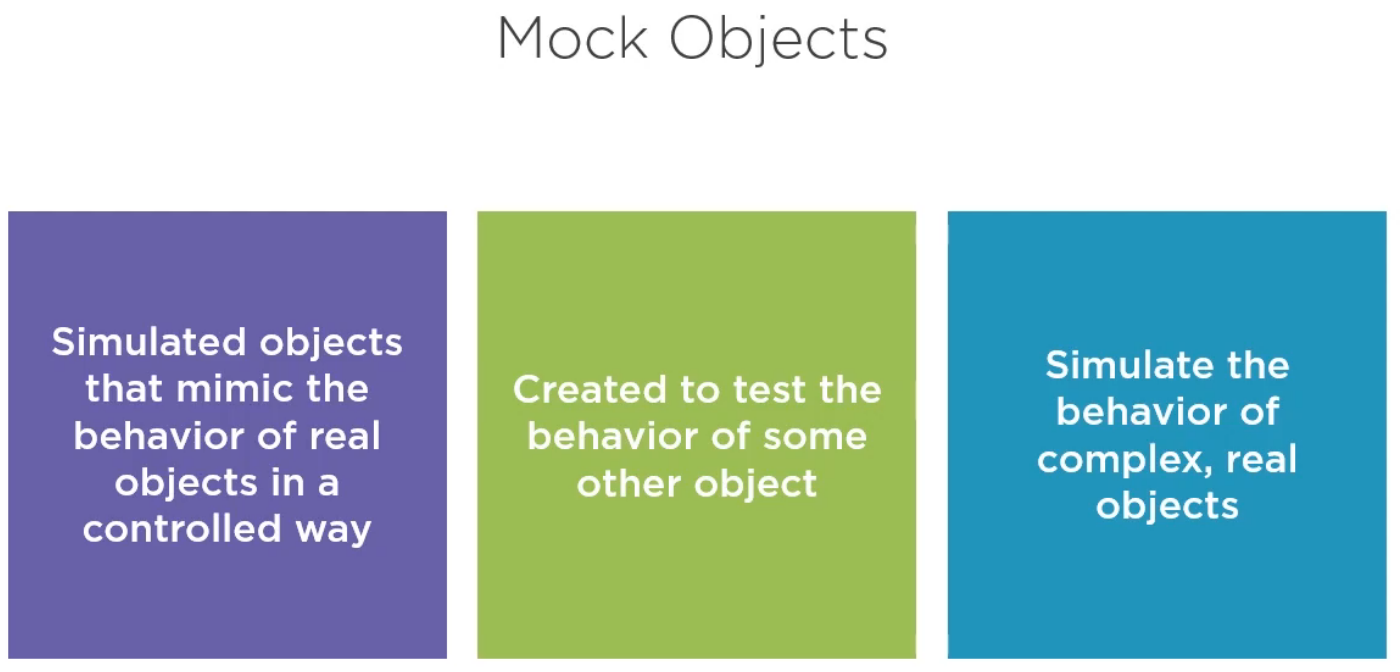 Mock Objects
Simulated objects
that mimic the
behavior of real
objects in a
controlled way
Created to test the
behavior of some
other object
Simulate the
behavior of
complex, real
objects